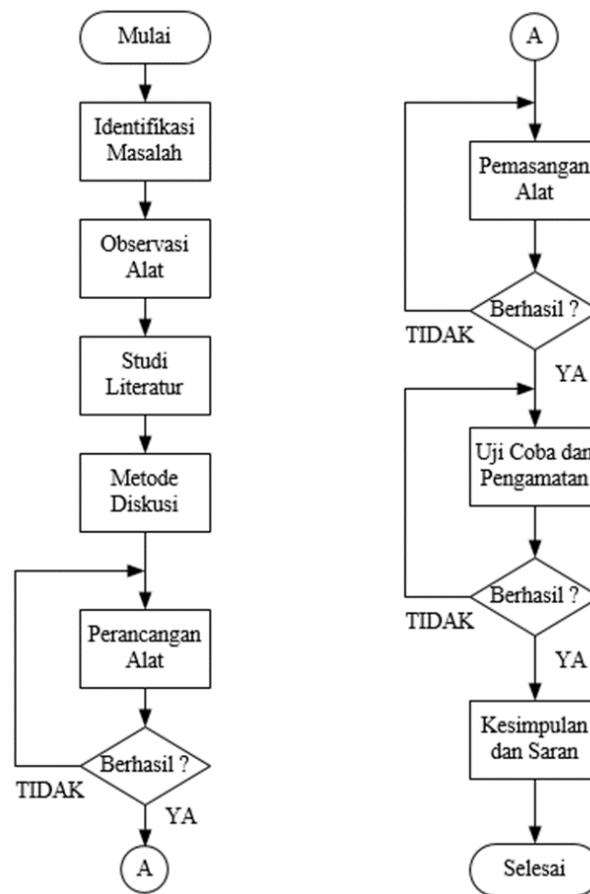 Mulai
Identifikasi
Masalah
Observasi
Alat
Studi
Literatur
Metode
Diskusi
Perancangan
Alat
Berhasil ?
TIDAK
YA
A
A
Pemasangan
Alat
Berhasil ?
TIDAK
YA
Uji Coba dan
Pengamatan
Berhasil ?
TIDAK
YA
Kesimpulan
dan Saran
Selesai